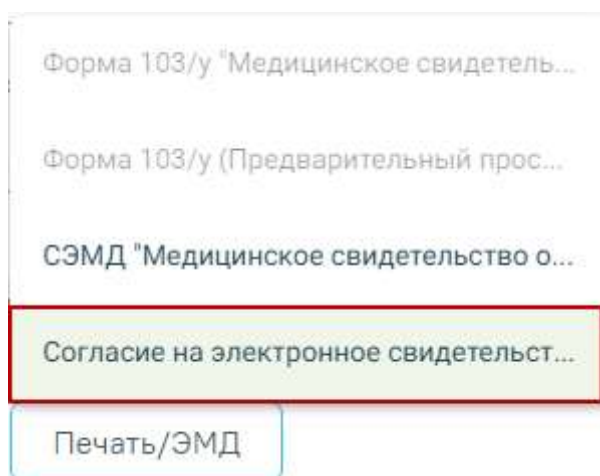 Форма 103/у "Медицинское свидетель...
Форма 103/у (Предварительный прос...
СЭМД "Медицинское свидетельство о...
Согласие на электронное свидетельст...
Печать/ЭМД